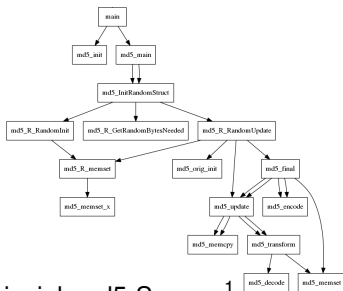 main
md5_init
md5_main
md5_InitRandomStruct
md5_R_RandomInit
md5_R_GetRandomBytesNeeded
md5_R_RandomUpdate
md5_R_memset
md5_orig_init
md5_final
md5_memset_x
md5_update
md5_encode
md5_memcpy
md5_transform
1
md5_decode
md5_memset